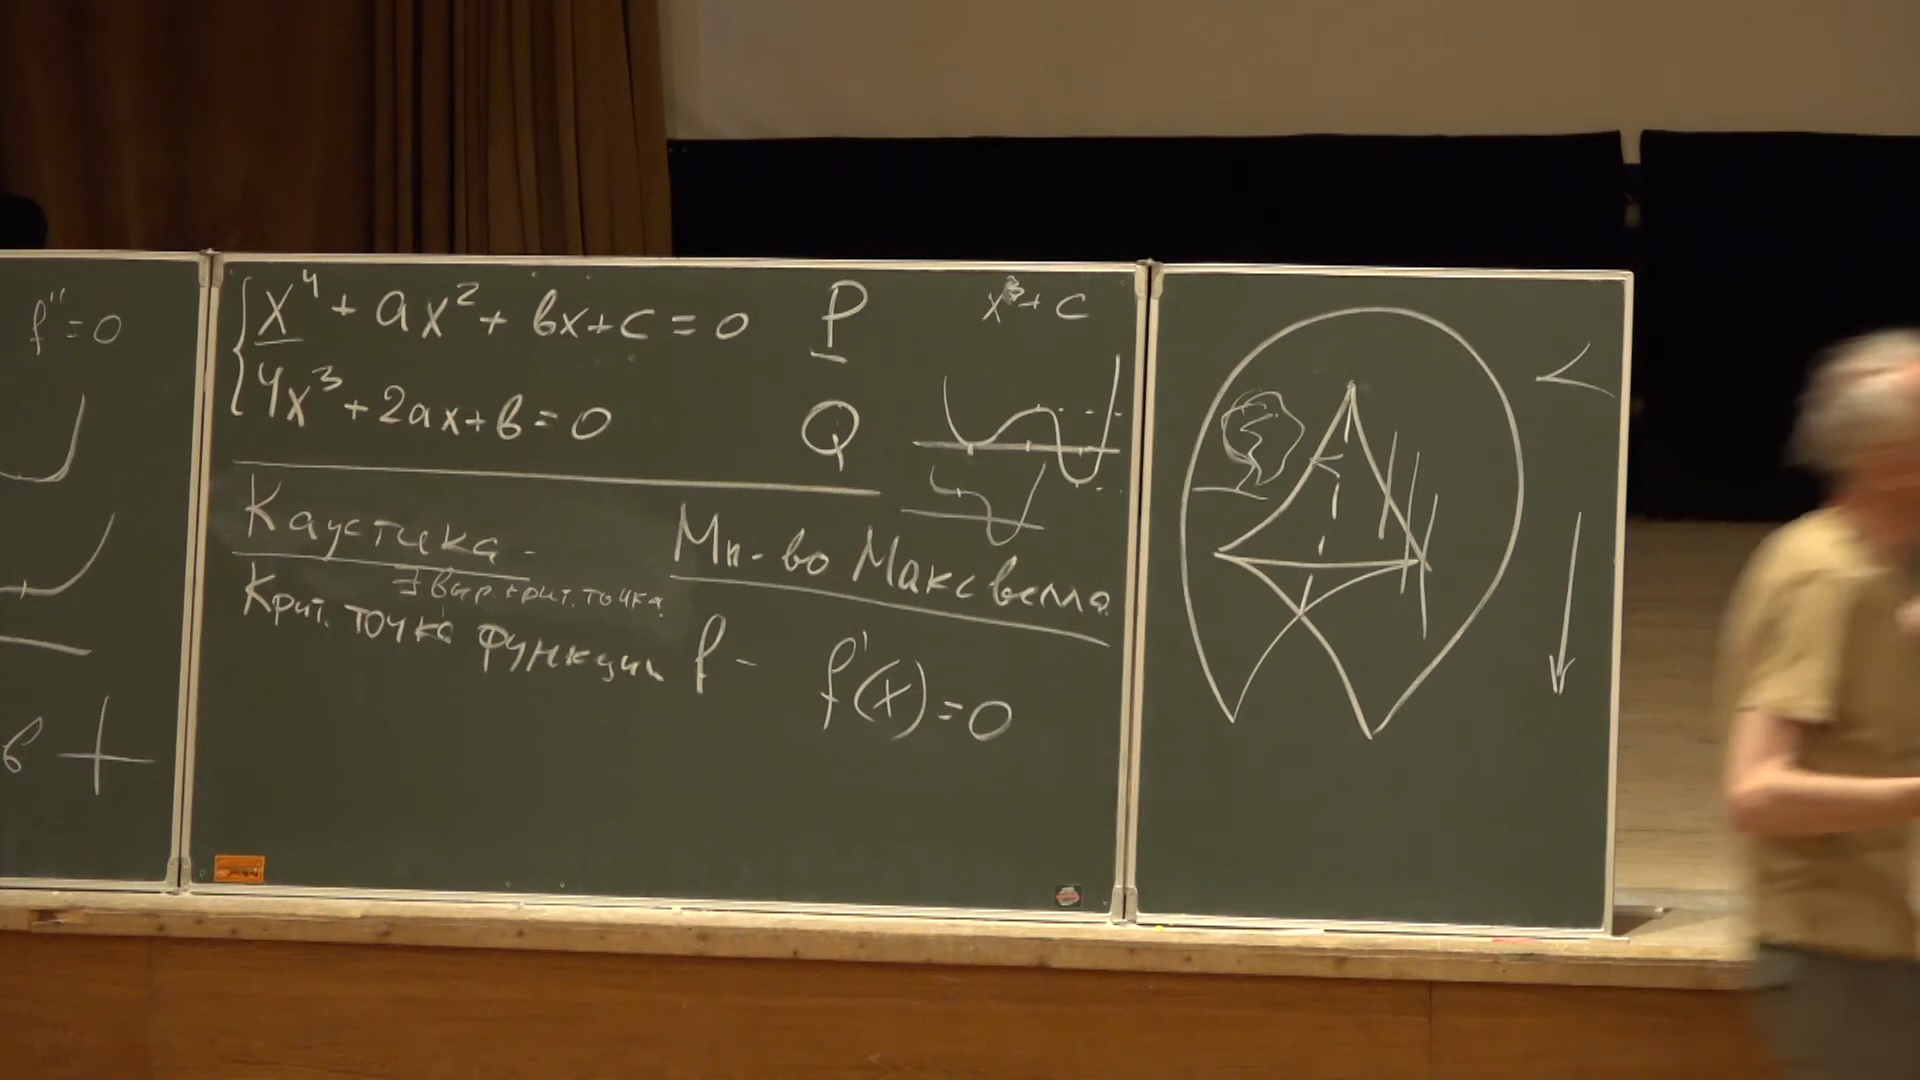 f'' = 0
в
x⁴ + ax² + bx + c = 0 P
4x³ + 2ax + b = 0 Q
x³ + c
Каустика -
∃ выр. крит. точка
Мн-во Максвелла
Крит. точка функции f - f'(x) = 0